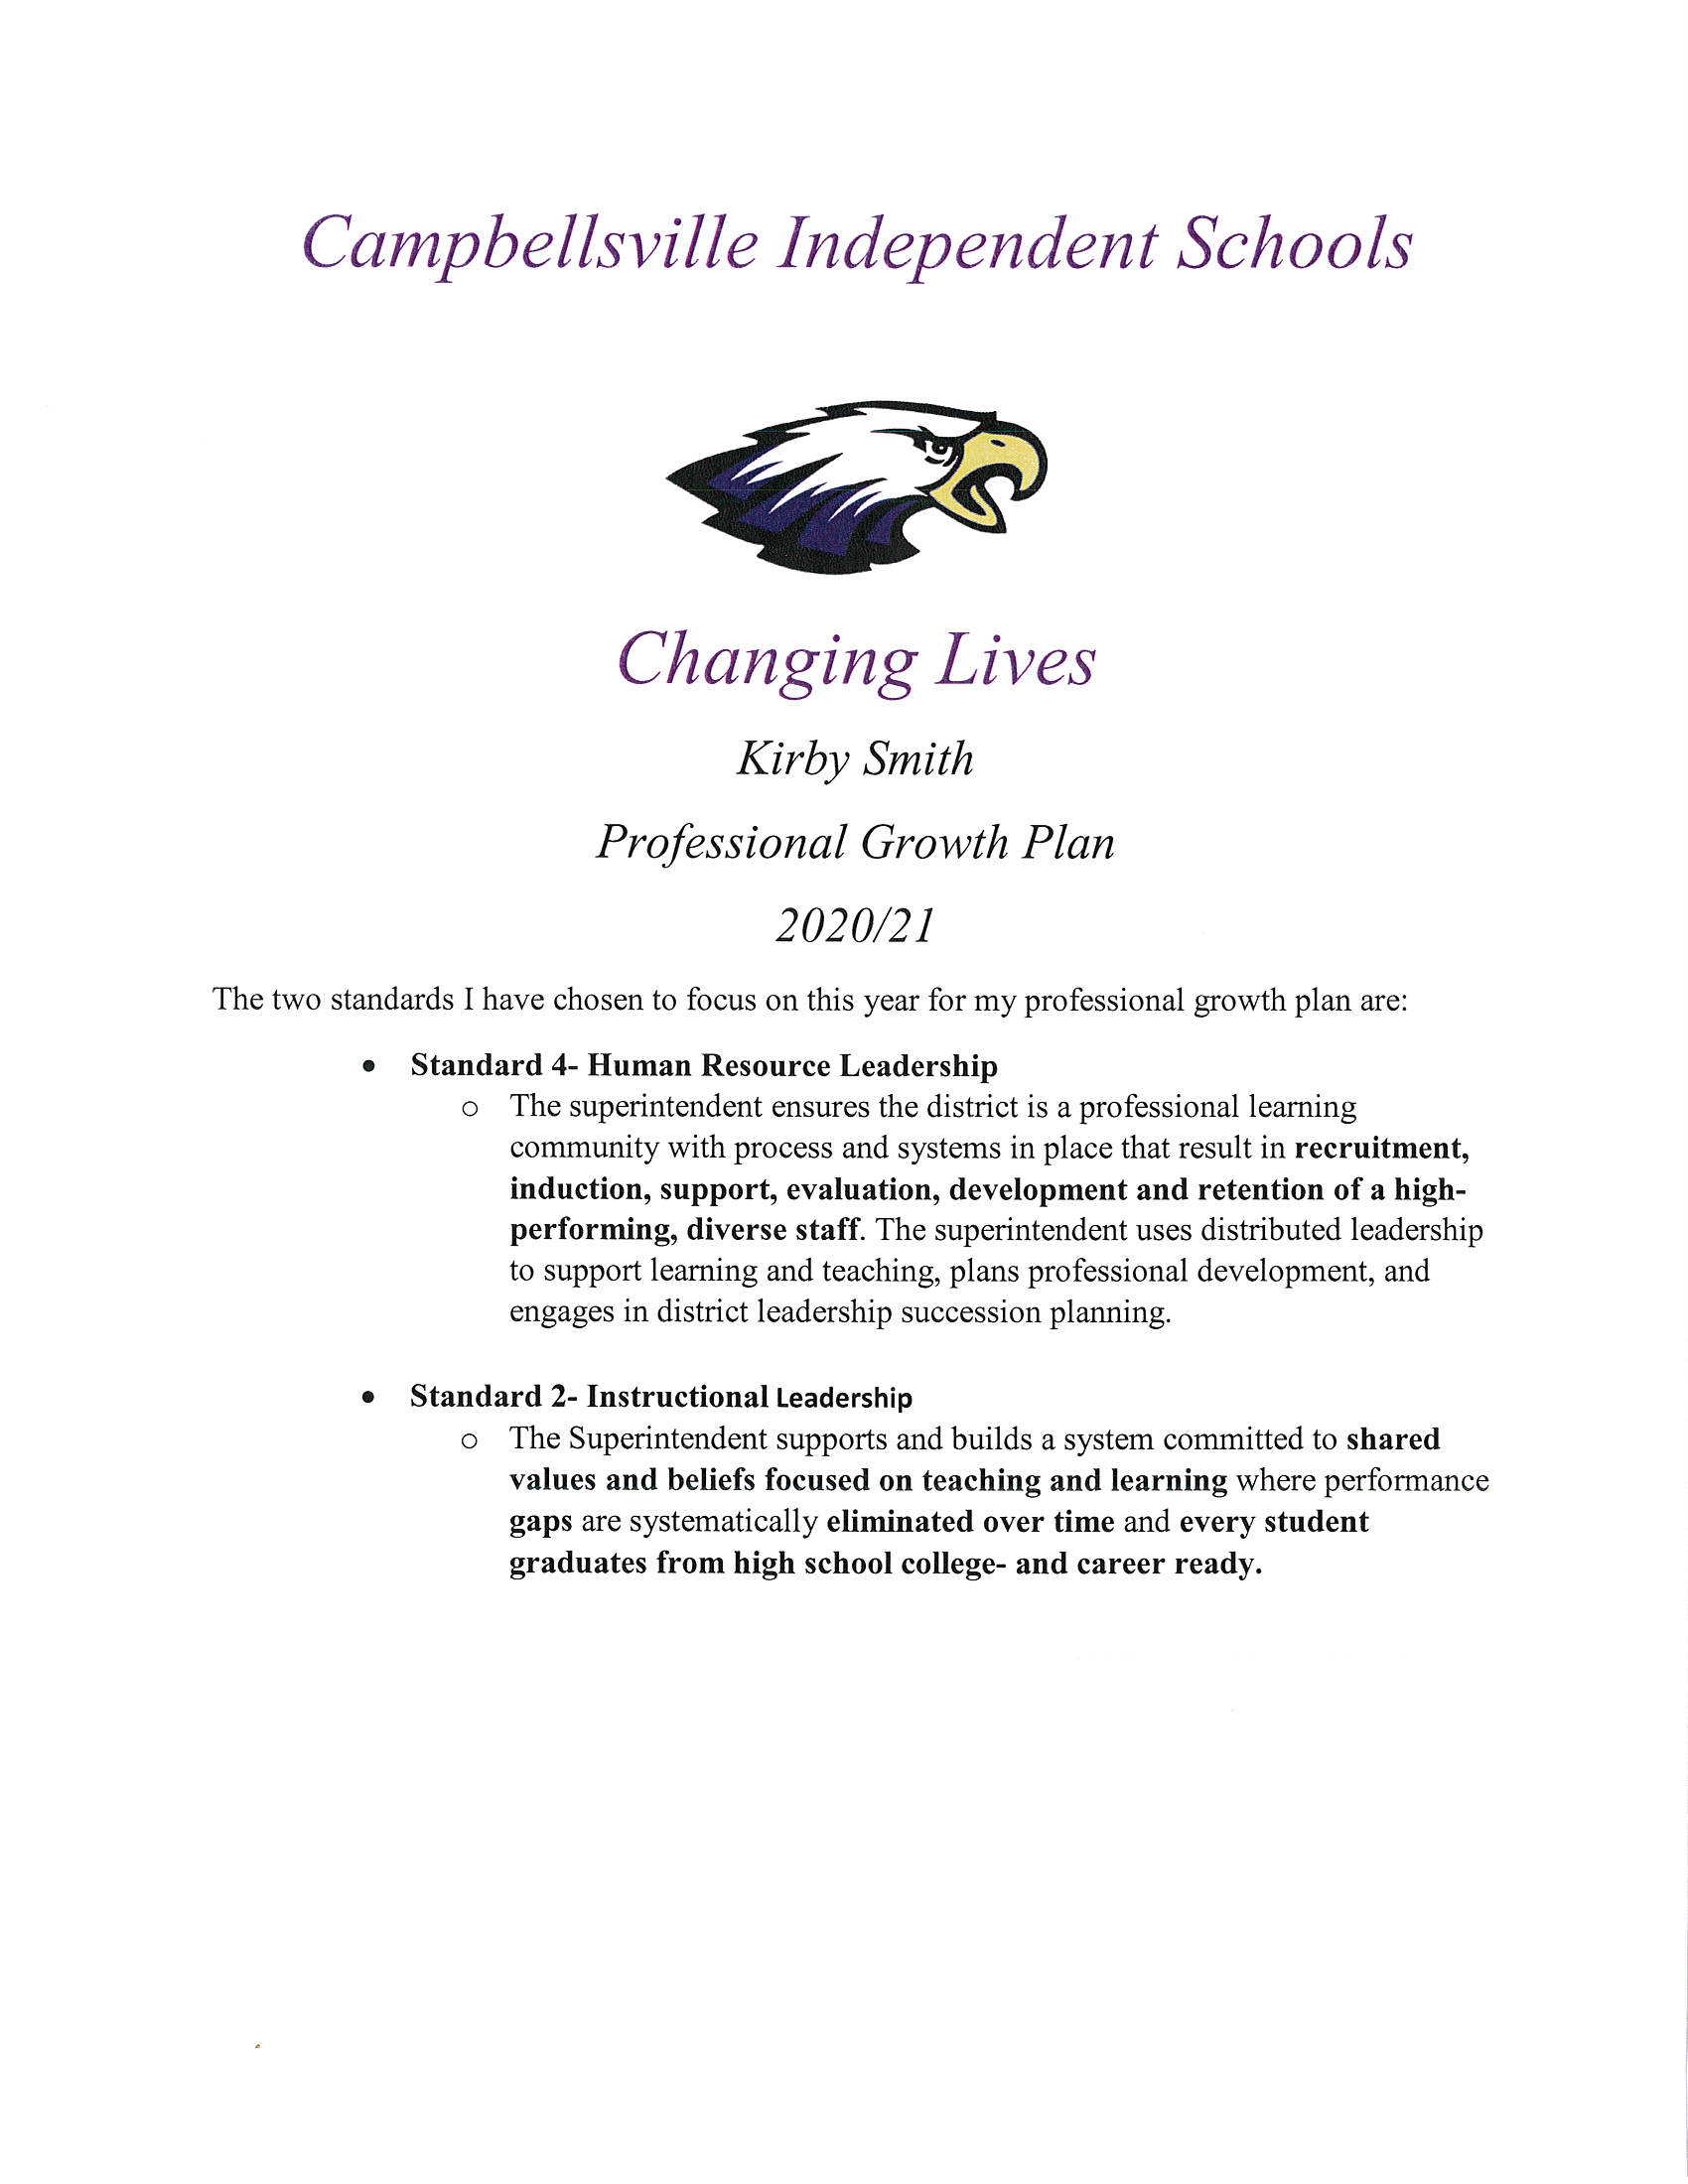 Campbellsville Independent Schools
Changing Lives
Kirby Smith
Professional Growth Plan
2020/21
The two standards I have chosen to focus on this year for my professional growth plan are:
• Standard 4- Human Resource Leadership
o The superintendent ensures the district is a professional learning
community with process and systems in place that result in recruitment,
induction, support, evaluation, development and retention of a high-
performing, diverse staff. The superintendent uses distributed leadership
to support learning and teaching, plans professional development, and
engages in district leadership succession planning.
• Standard 2- Instructional Leadership
o The Superintendent supports and builds a system committed to shared
values and beliefs focused on teaching and learning where performance
gaps are systematically eliminated over time and every student
graduates from high school college- and career ready.